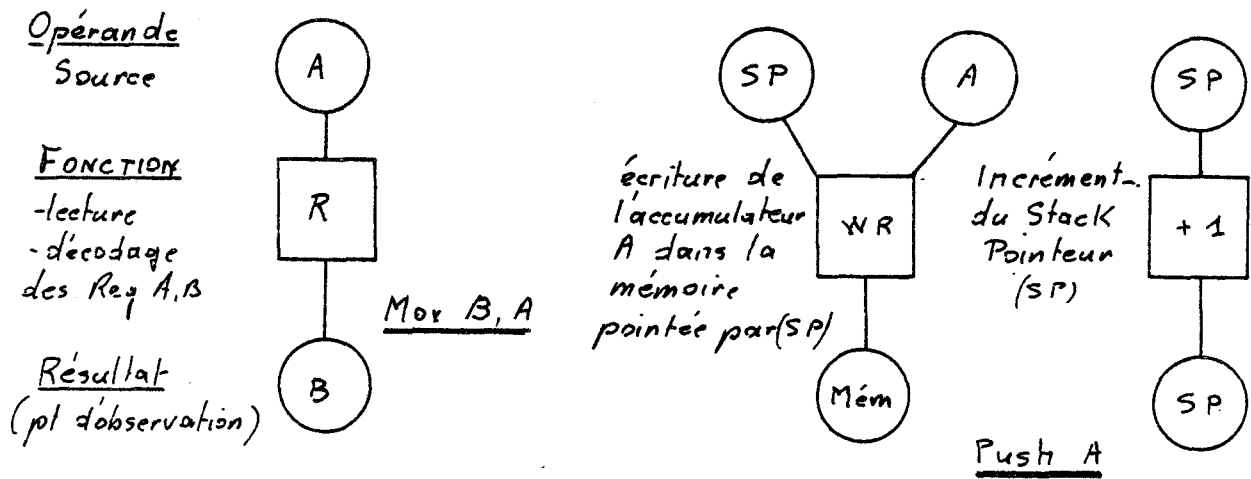 Opérande
Source
A
FONCTION
-lecture
-décodage
des Reg A,B
R
Mov B, A
Résultat
(pt d'observation)
B
SP
A
écriture de
l'accumulateur
A dans la
mémoire
pointée par(SP)
WR
Mém
SP
Incrément-.
du Stack
Pointeur
(SP)
+1
SP
Push A